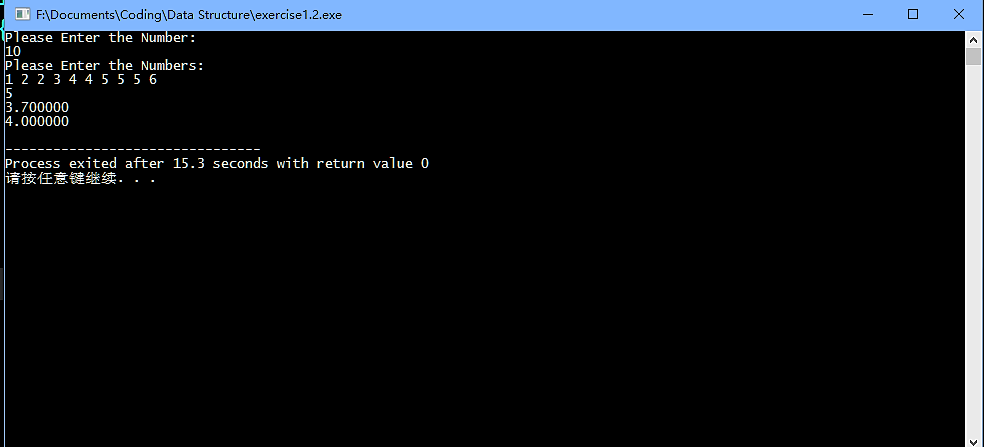 F:\Documents\Coding\Data Structure\exercise1.2.exe
Please Enter the Number:
10
Please Enter the Numbers:
1 2 2 3 4 4 5 5 5 6
5
3.700000
4.000000
--------------------------------
Process exited after 15.3 seconds with return value 0
请按任意键继续. . .